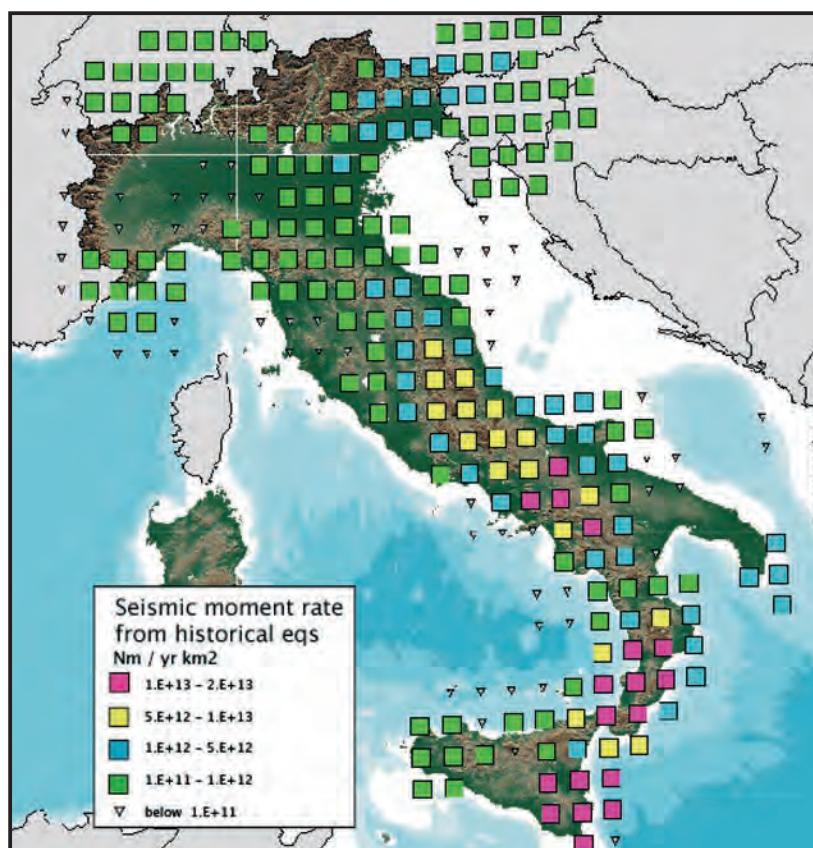 Seismic moment rate
from historical eqs
Nm / yr km2
1.E+13 – 2.E+13
5.E+12 – 1.E+13
1.E+12 – 5.E+12
1.E+11 – 1.E+12
below 1.E+11